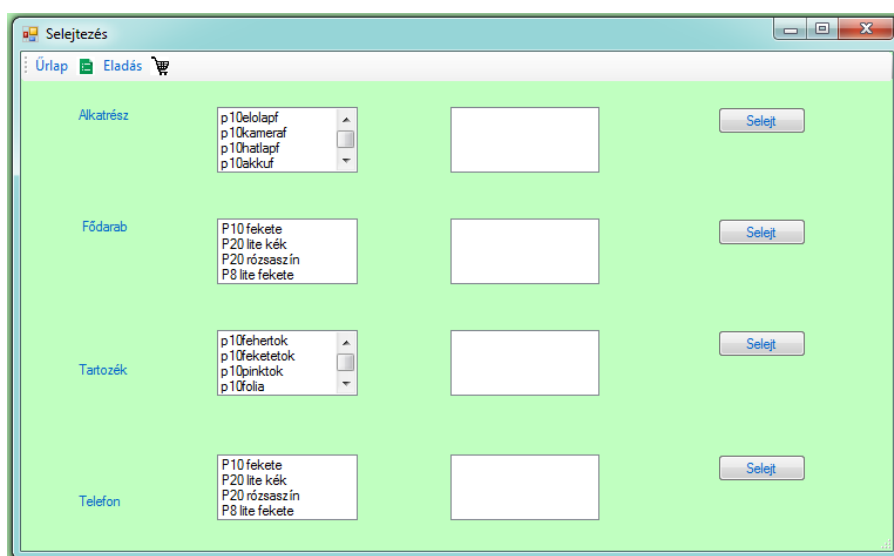 Selejtezés
Űrlap Eladás
Alkatrész
p10elolapf
p10kameraf
p10hatlapf
p10akkuf
Selejt
Fődarab
P10 fekete
P20 lite kék
P20 rózsaszín
P8 lite fekete
Selejt
Tartozék
p10fehertok
p10feketetok
p10pinktok
p10folia
Selejt
Telefon
P10 fekete
P20 lite kék
P20 rózsaszín
P8 lite fekete
Selejt